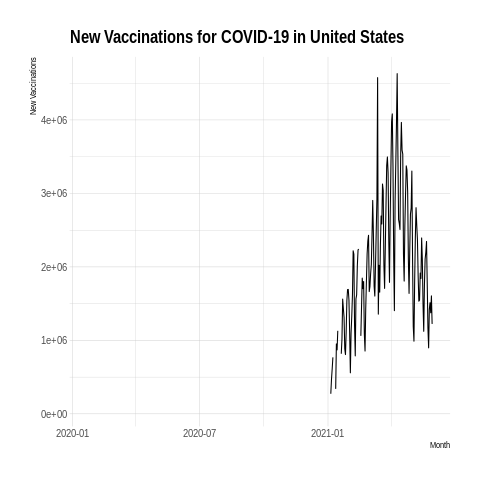 New Vaccinations for COVID-19 in United States
New Vaccinations
4e+06
3e+06
2e+06
1e+06
0e+00
2020-01
2020-07
2021-01
Month